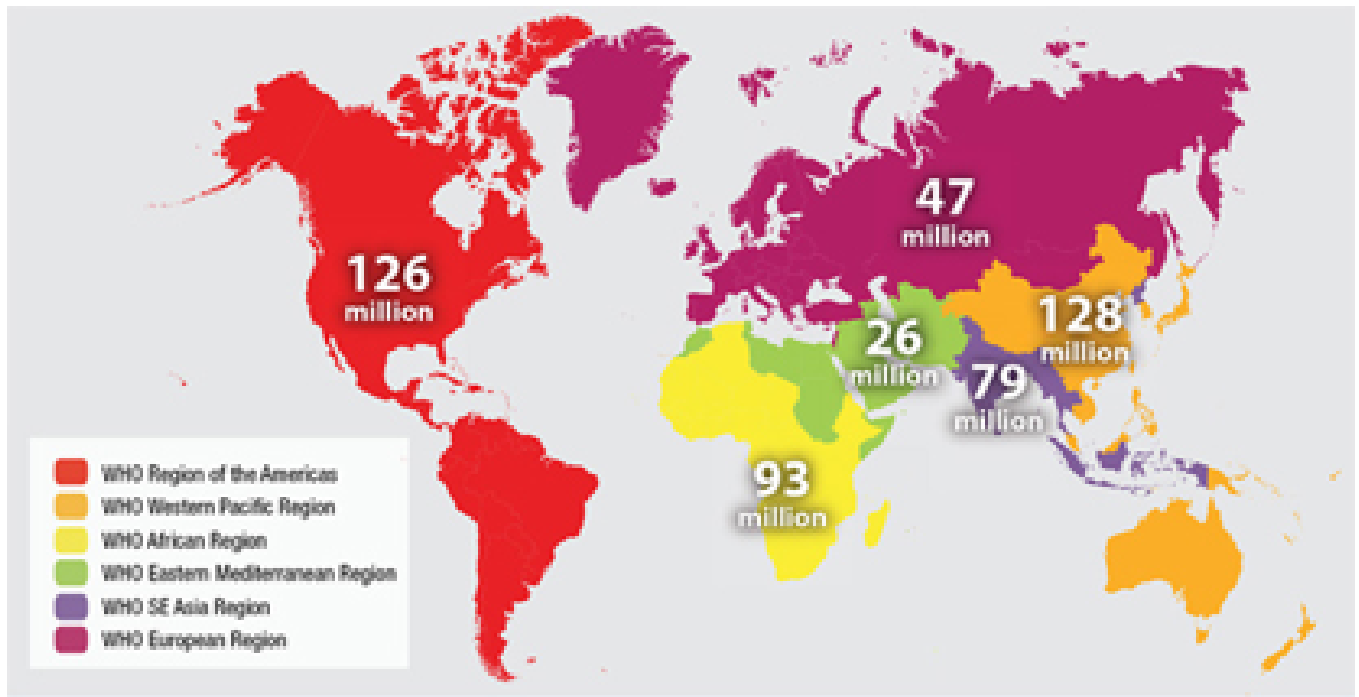 47
million
126
million
128
million
26
million
79
million
93
million
WHO Region of the Americas
WHO Western Pacific Region
WHO African Region
WHO Eastern Mediterranean Region
WHO SE Asia Region
WHO European Region